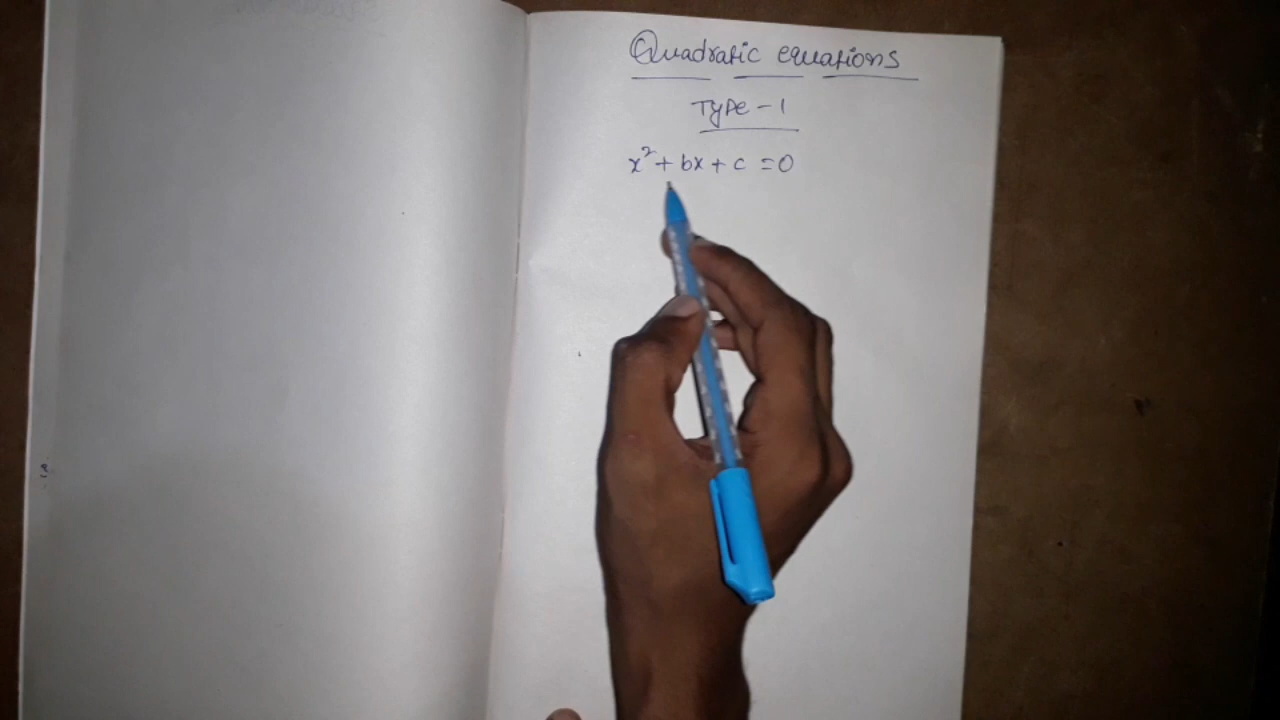 Quadratic equations
Type - 1
x² + bx + c = 0